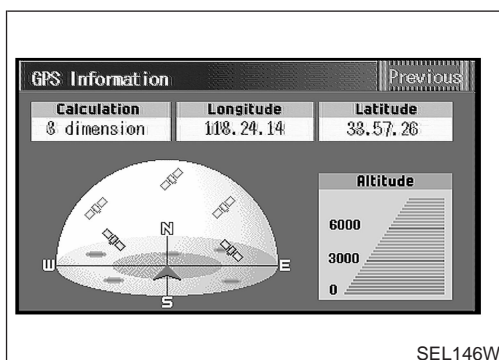 GPS Information Previous
Calculation Longitude Latitude
3 dimension 118.24.14 33.57.26
Altitude
6000
3000
0
N
W E
S
SEL146W